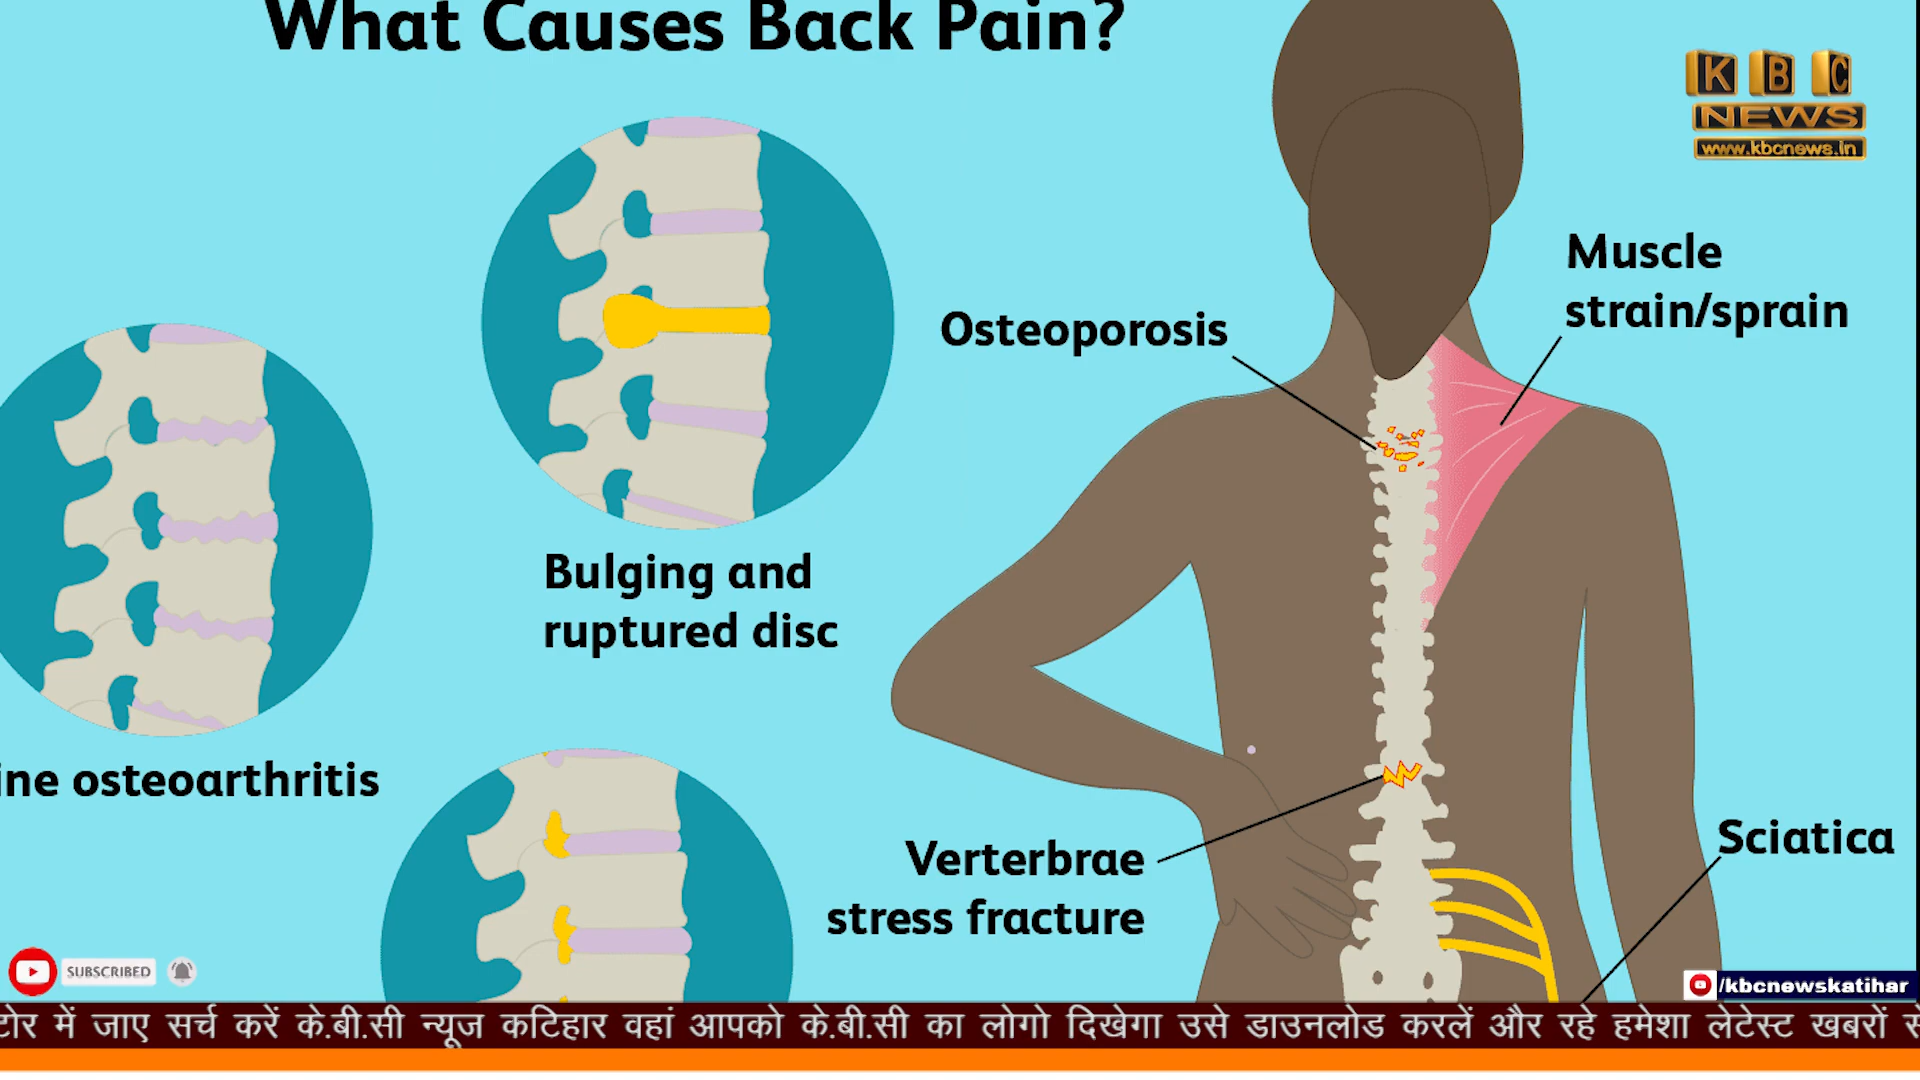 What Causes Back Pain?
K B C
NEWS
www.kbcnews.in
Muscle
strain/sprain
Osteoporosis
Bulging and
ruptured disc
osteoarthritis
Verterbrae
stress fracture
Sciatica
SUBSCRIBED
/kbcnewskatihar
में जाए सर्च करें के.बी.सी न्यूज कटिहार वहां आपको के.बी.सी का लोगो दिखेगा उसे डाउनलोड करलें और रहे हमेशा लेटेस्ट खबरों से